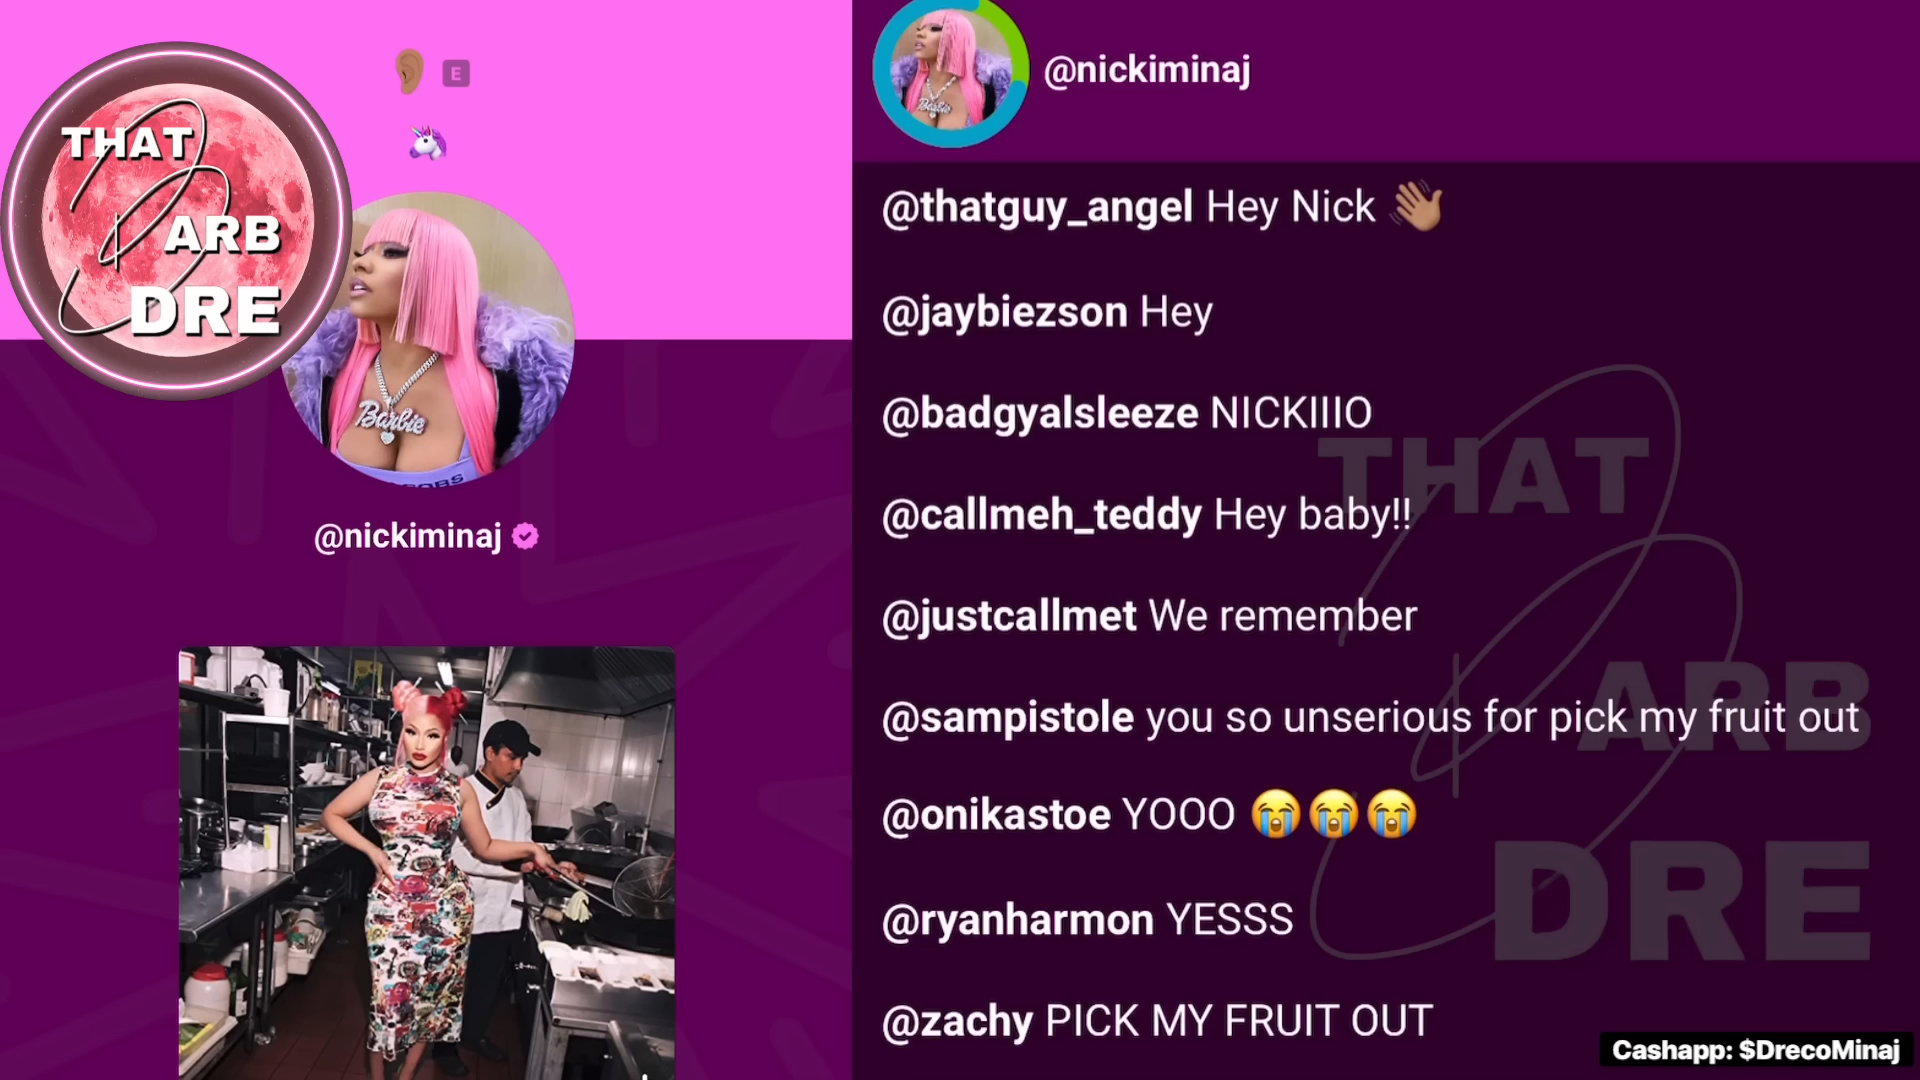 E
THAT
BARB
DRE
Barbie
@nickiminaj
@nickiminaj
Barbie
@thatguy_angel Hey Nick 👋🏽
@jaybiezson Hey
@badgyalsleeze NICKIIIO
@callmeh_teddy Hey baby!!
@justcallmet We remember
@sampistole you so unserious for pick my fruit out
@onikastoe YOOO 😭😭😭
@ryanharmon YESSS
@zachy PICK MY FRUIT OUT
THAT
BARB
DRE
Cashapp: $DrecoMinaj